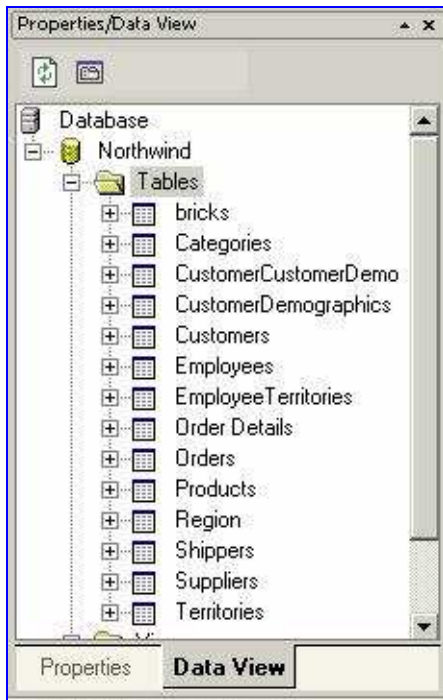 Properties/Data View
Database
Northwind
Tables
bricks
Categories
CustomerCustomerDemo
CustomerDemographics
Customers
Employees
EmployeeTerritories
Order Details
Orders
Products
Region
Shippers
Suppliers
Territories
Properties Data View